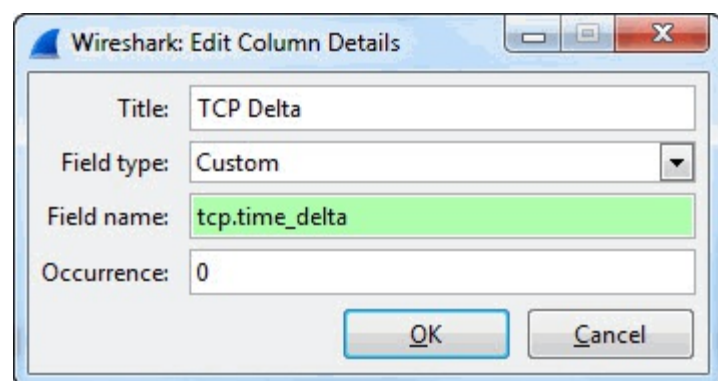 Wireshark: Edit Column Details
Title: TCP Delta
Field type: Custom
Field name: tcp.time_delta
Occurrence: 0
OK Cancel